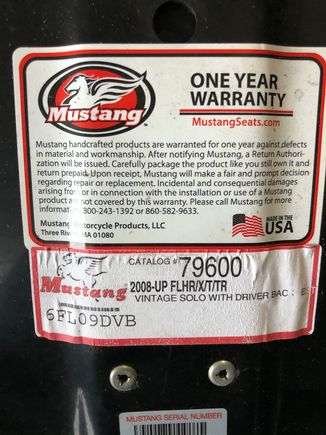 Mustang
ONE YEAR
WARRANTY
MustangSeats.com
Mustang handcrafted products are warranted for one year against defects
in material and workmanship. After notifying Mustang, a Return Authori-
zation will be issued. Carefully package the product like you still own it and
return prepaid. Upon receipt, Mustang will make a fair and prompt decision
regarding repair or replacement. Incidental and consequential damages
arising from or in connection with the installation or use of a Mustang
product are not covered by this warranty. Please call Mustang for more
800-243-1392 or 860-582-9633.
Mustang Motorcycle Products, LLC
Three MA 01080
MADE IN THE
USA
Mustang
CATALOG # 79600
2008-UP FLHR/X/T/TR
VINTAGE SOLO WITH DRIVER
6FL09DVB
MUSTANG SERIAL NUMBER